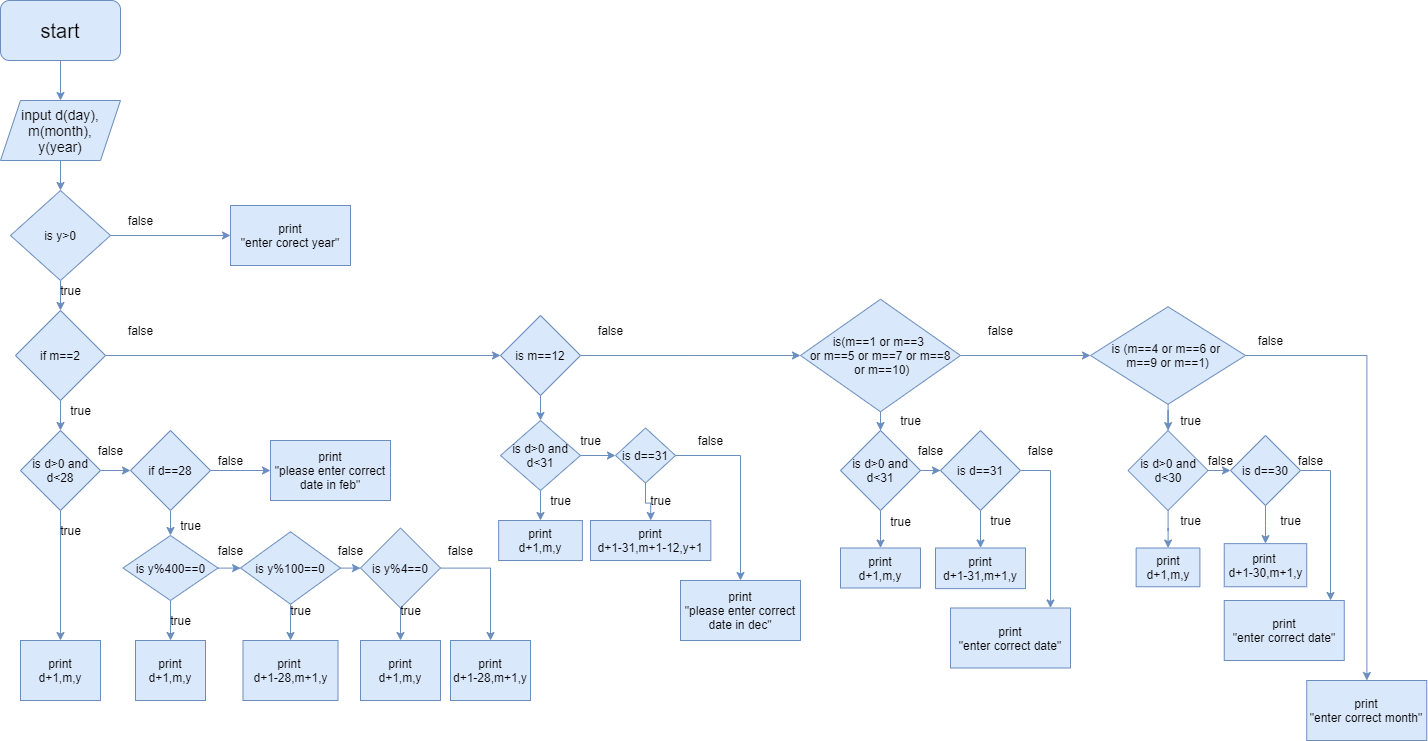 start
input d(day),
m(month),
y(year)
is y>0
false
print
"enter corect year"
true
if m==2
false
is m==12
false
is(m==1 or m==3
or m==5 or m==7 or m==8
or m==10)
false
is (m==4 or m==6 or
m==9 or m==1)
false
true
true
true
is d>0 and
d<28
false
if d==28
false
print
"please enter correct
date in feb"
is d>0 and
d<31
true
is d==31
false
is d>0 and
d<31
false
is d==31
false
is d>0 and
d<30
false
is d==30
false
true
true
true
true
true
true
true
true
print
d+1,m,y
print
d+1-31,m+1-12,y+1
print
d+1,m,y
print
d+1-31,m+1,y
print
d+1,m,y
print
d+1-30,m+1,y
is y%400==0
false
is y%100==0
false
is y%4==0
false
print
"please enter correct
date in dec"
print
"enter correct date"
print
"enter correct date"
true
true
true
print
d+1,m,y
print
d+1,m,y
print
d+1-28,m+1,y
print
d+1,m,y
print
d+1-28,m+1,y
print
"enter correct month"